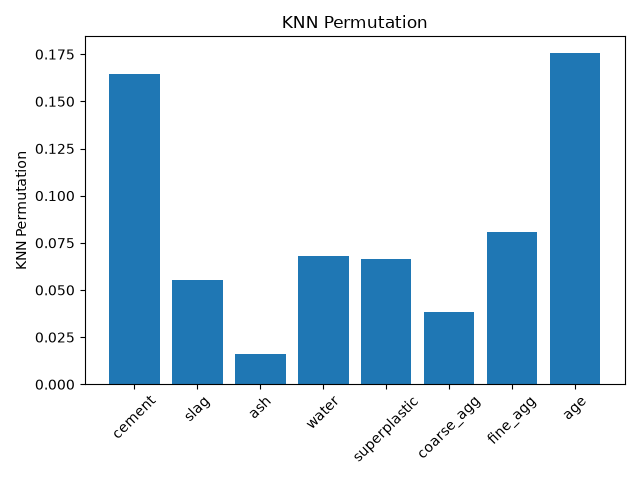 KNN Permutation
KNN Permutation
0.175
0.150
0.125
0.100
0.075
0.050
0.025
0.000
cement
slag
ash
water
superplastic
coarse_agg
fine_agg
age